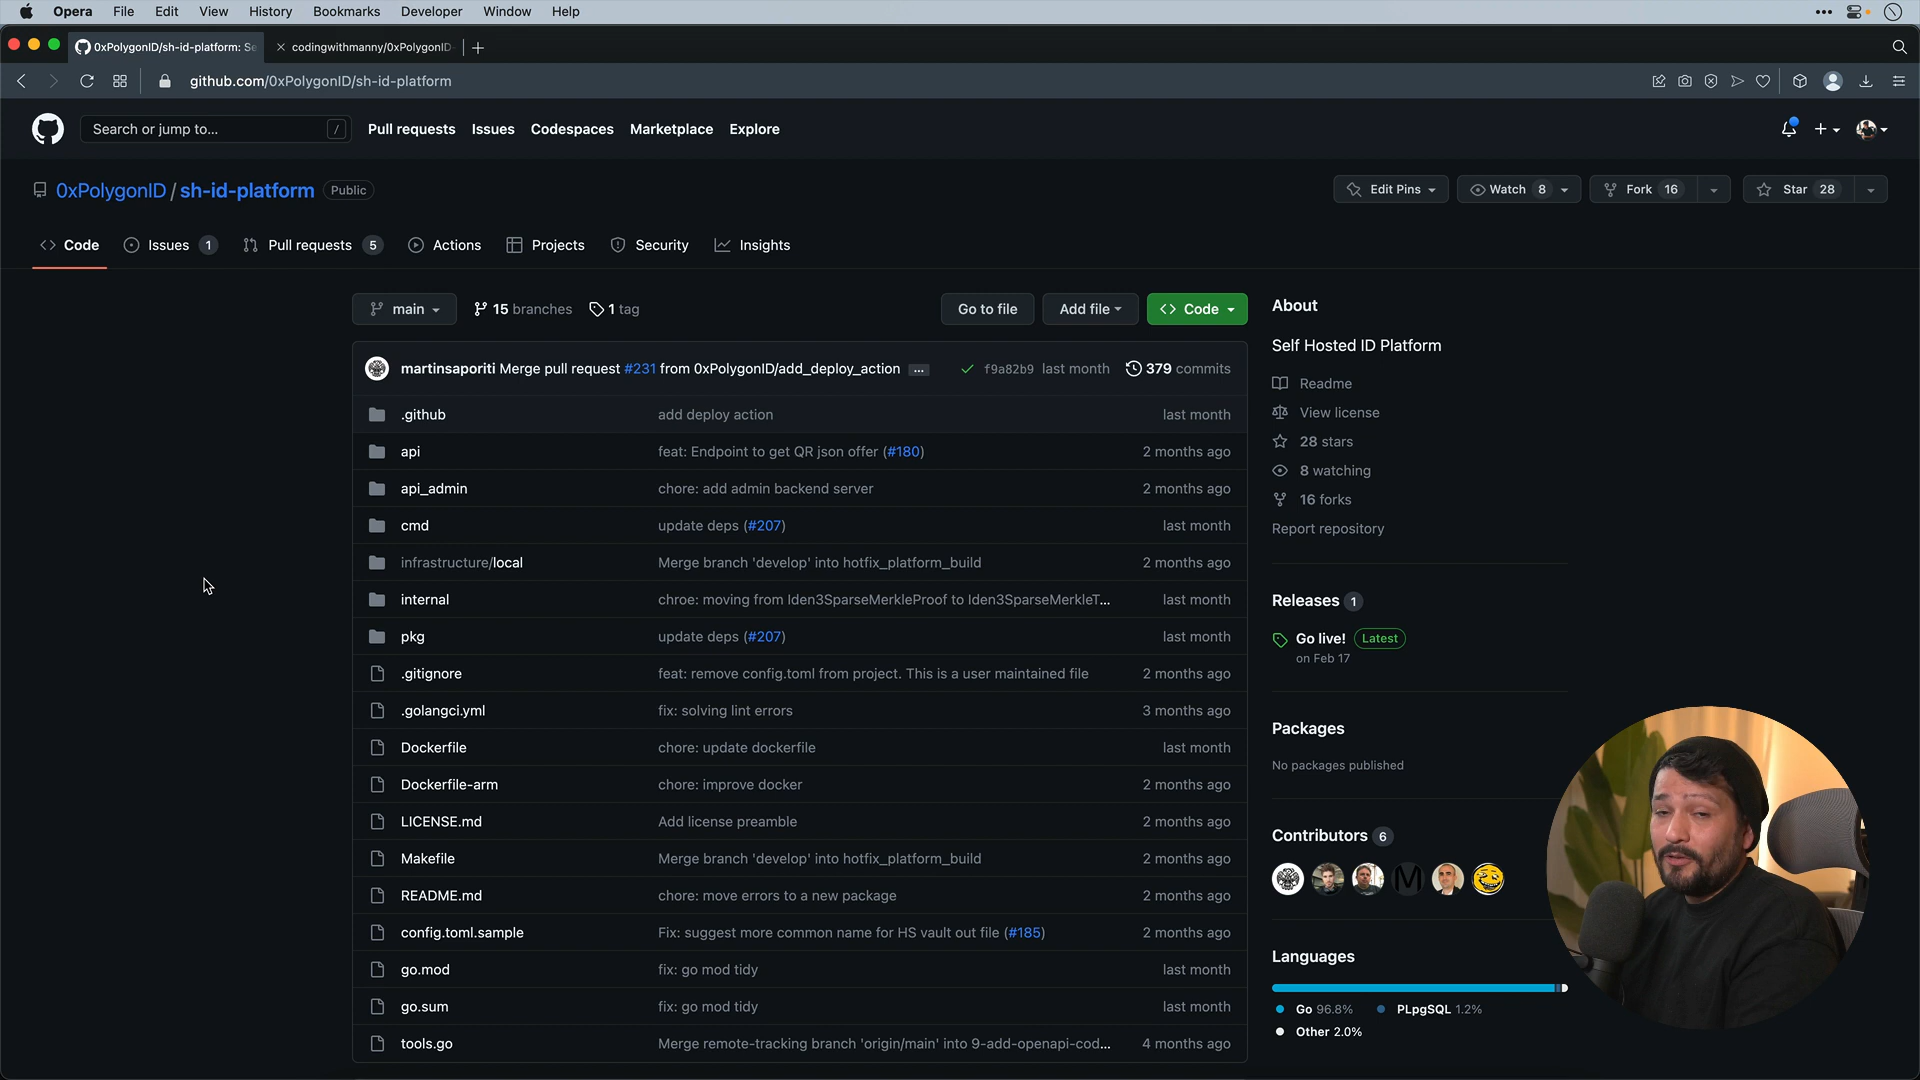 Opera File Edit View History Bookmarks Developer Window Help
0xPolygonID/sh-id-platform: Se
codingwithmanny/0xPolygonID-
github.com/0xPolygonID/sh-id-platform
Search or jump to... /
Pull requests Issues Codespaces Marketplace Explore
0xPolygonID / sh-id-platform Public
Edit Pins Watch 8 Fork 16 Star 28
Code Issues 1 Pull requests 5 Actions Projects Security Insights
main 15 branches 1 tag Go to file Add file Code
martinsaporiti Merge pull request #231 from 0xPolygonID/add_deploy_action ... f9a82b9 last month 379 commits
.github add deploy action last month
api feat: Endpoint to get QR json offer (#180) 2 months ago
api_admin chore: add admin backend server 2 months ago
cmd update deps (#207) last month
infrastructure/local Merge branch 'develop' into hotfix_platform_build 2 months ago
internal chroe: moving from Iden3SparseMerkleProof to Iden3SparseMerkleT... last month
pkg update deps (#207) last month
.gitignore feat: remove config.toml from project. This is a user maintained file 2 months ago
.golangci.yml fix: solving lint errors 3 months ago
Dockerfile chore: update dockerfile last month
Dockerfile-arm chore: improve docker 2 months ago
LICENSE.md Add license preamble 2 months ago
Makefile Merge branch 'develop' into hotfix_platform_build 2 months ago
README.md chore: move errors to a new package 2 months ago
config.toml.sample Fix: suggest more common name for HS vault out file (#185) 2 months ago
go.mod fix: go mod tidy last month
go.sum fix: go mod tidy last month
tools.go Merge remote-tracking branch 'origin/main' into 9-add-openapi-cod... 4 months ago
About
Self Hosted ID Platform
Readme
View license
28 stars
8 watching
16 forks
Report repository
Releases 1
Go live! Latest
on Feb 17
Packages
No packages published
Contributors 6
M
Languages
Go 96.8% PLpgSQL 1.2%
Other 2.0%